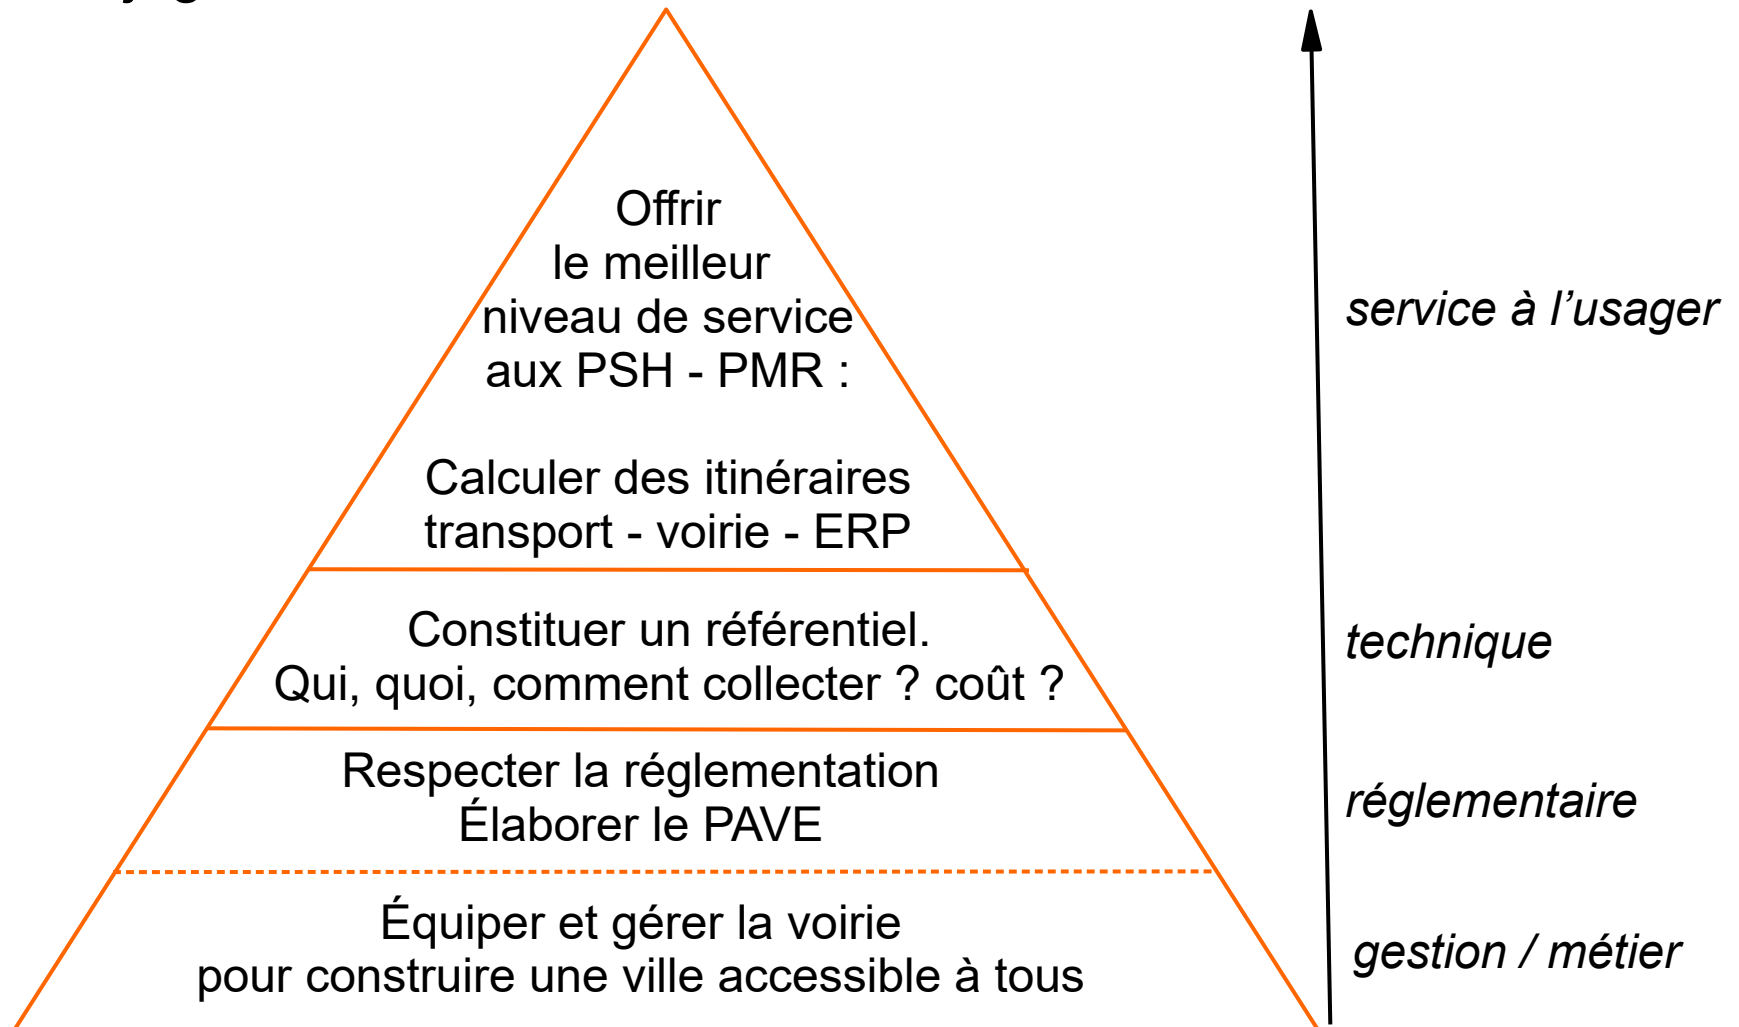 Offrir
le meilleur
niveau de service
aux PSH - PMR :
service à l’usager
Calculer des itinéraires
transport - voirie - ERP
Constituer un référentiel.
Qui, quoi, comment collecter ? coût ?
technique
Respecter la réglementation
Élaborer le PAVE
réglementaire
Équiper et gérer la voirie
pour construire une ville accessible à tous
gestion / métier